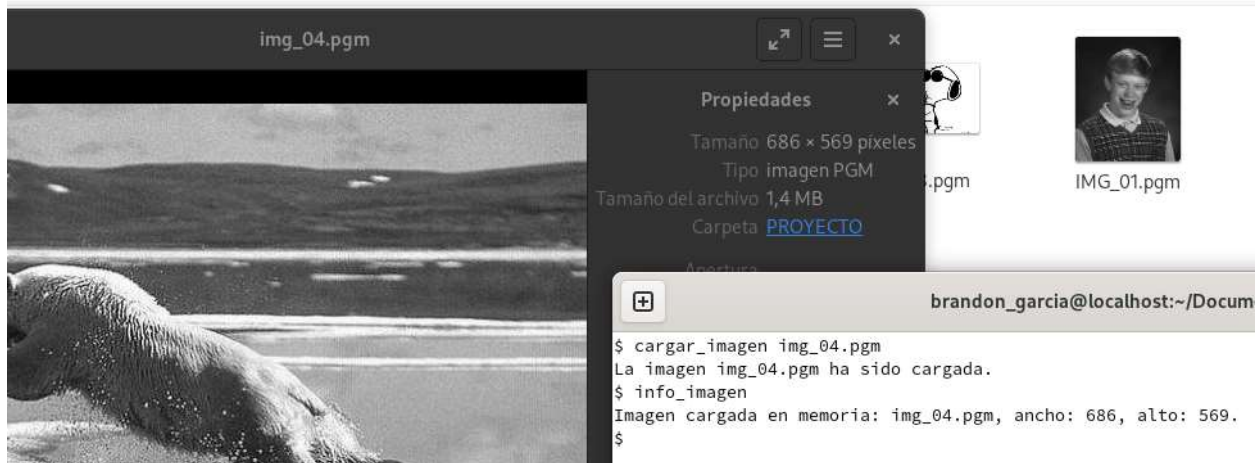 img_04.pgm
Propiedades
Tamaño 686 × 569 píxeles
Tipo imagen PGM
Tamaño del archivo 1,4 MB
Carpeta PROYECTO
Apertura
.pgm
IMG_01.pgm
brandon_garcia@localhost:~/Docum
$ cargar_imagen img_04.pgm
La imagen img_04.pgm ha sido cargada.
$ info_imagen
Imagen cargada en memoria: img_04.pgm, ancho: 686, alto: 569.
$